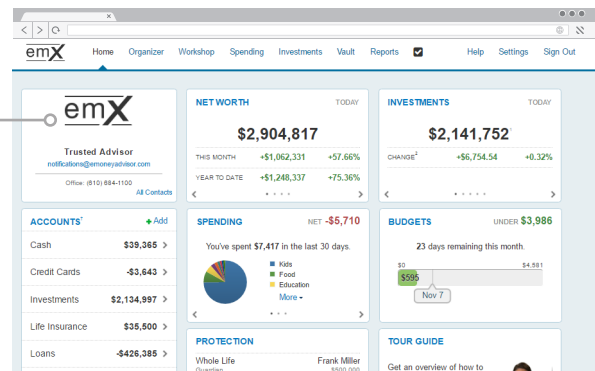 emX
Home Organizer Workshop Spending Investments Vault Reports Help Settings Sign Out
emX
Trusted Advisor
notifications@emoneyadvisor.com
Office: (610) 684-1100
All Contacts
NET WORTH TODAY
$2,904,817
THIS MONTH +$1,062,331 +57.66%
YEAR TO DATE +$1,248,337 +75.36%
INVESTMENTS TODAY
$2,141,752
CHANGE² +$6,754.54 +0.32%
ACCOUNTS + Add
Cash $39,365 >
Credit Cards -$3,643 >
Investments $2,134,997 >
Life Insurance $35,500 >
Loans -$426,385 >
SPENDING NET -$5,710
You've spent $7,417 in the last 30 days.
Kids
Food
Education
More
BUDGETS UNDER $3,986
23 days remaining this month.
$0 $4,581
$595
Nov 7
PROTECTION
Whole Life Frank Miller
Guardian $500,000
TOUR GUIDE
Get an overview of how to